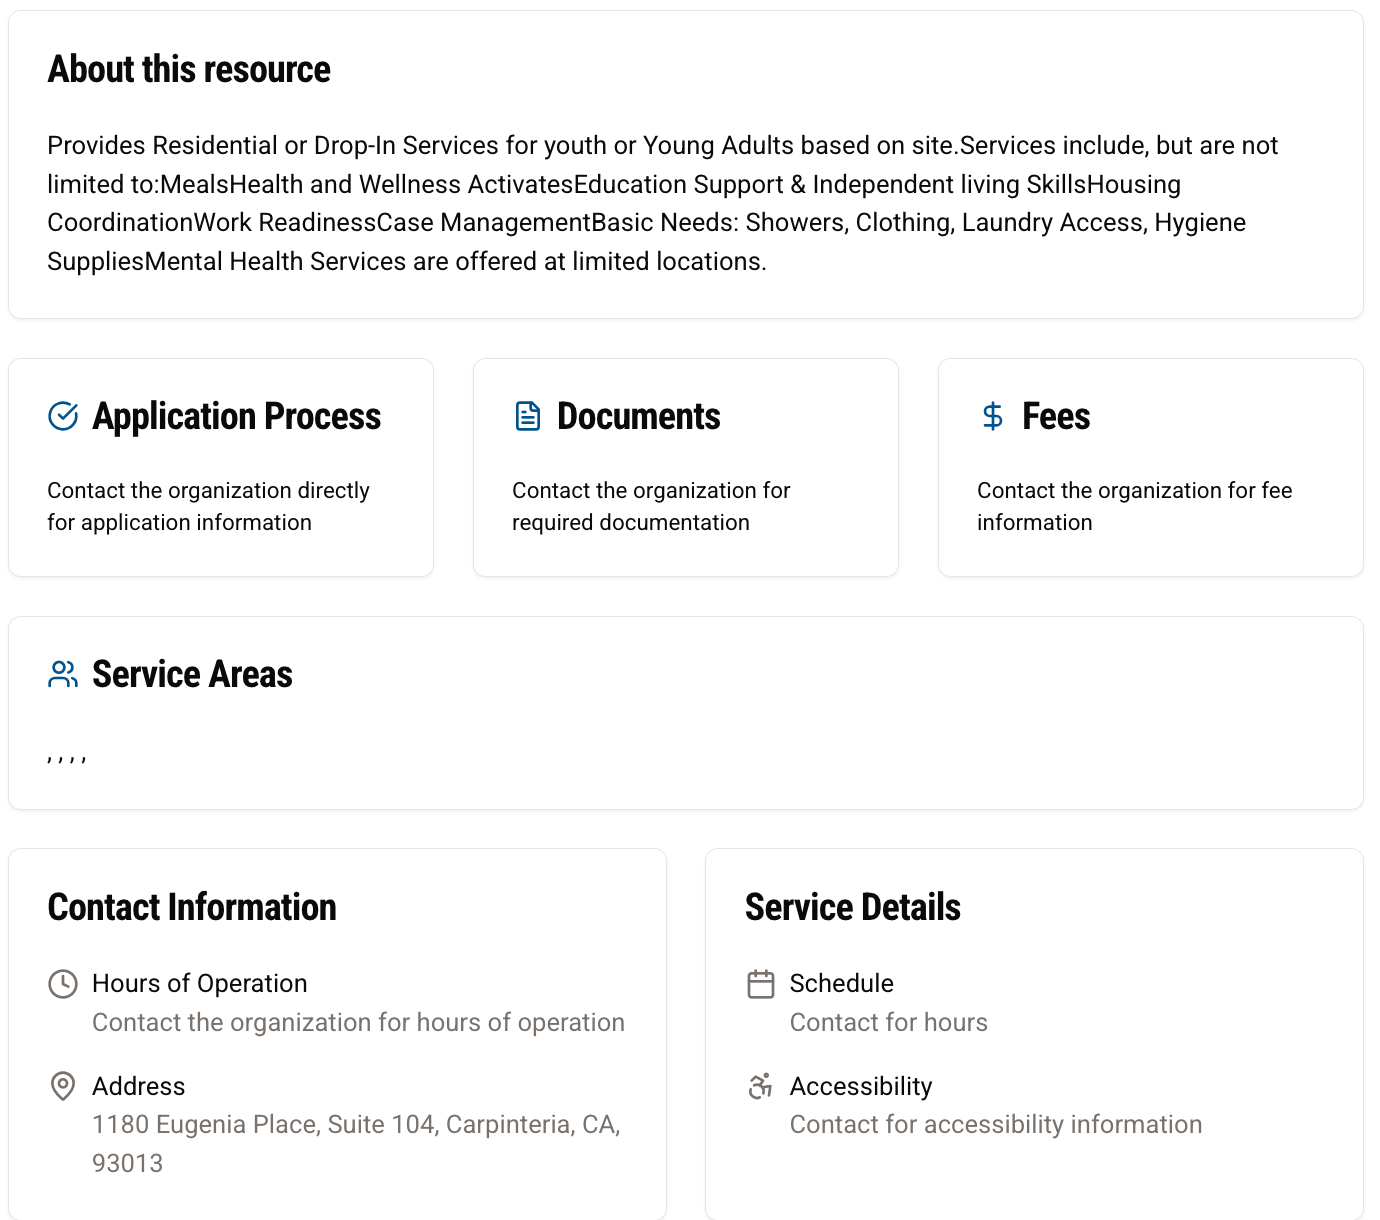 About this resource
Provides Residential or Drop-In Services for youth or Young Adults based on site.Services include, but are not
limited to:MealsHealth and Wellness ActivatesEducation Support & Independent living SkillsHousing
CoordinationWork ReadinessCase ManagementBasic Needs: Showers, Clothing, Laundry Access, Hygiene
SuppliesMental Health Services are offered at limited locations.
Application Process
Contact the organization directly
for application information
Documents
Contact the organization for
required documentation
Fees
Contact the organization for fee
information
Service Areas
, , , ,
Contact Information
Hours of Operation
Contact the organization for hours of operation
Address
1180 Eugenia Place, Suite 104, Carpinteria, CA,
93013
Service Details
Schedule
Contact for hours
Accessibility
Contact for accessibility information